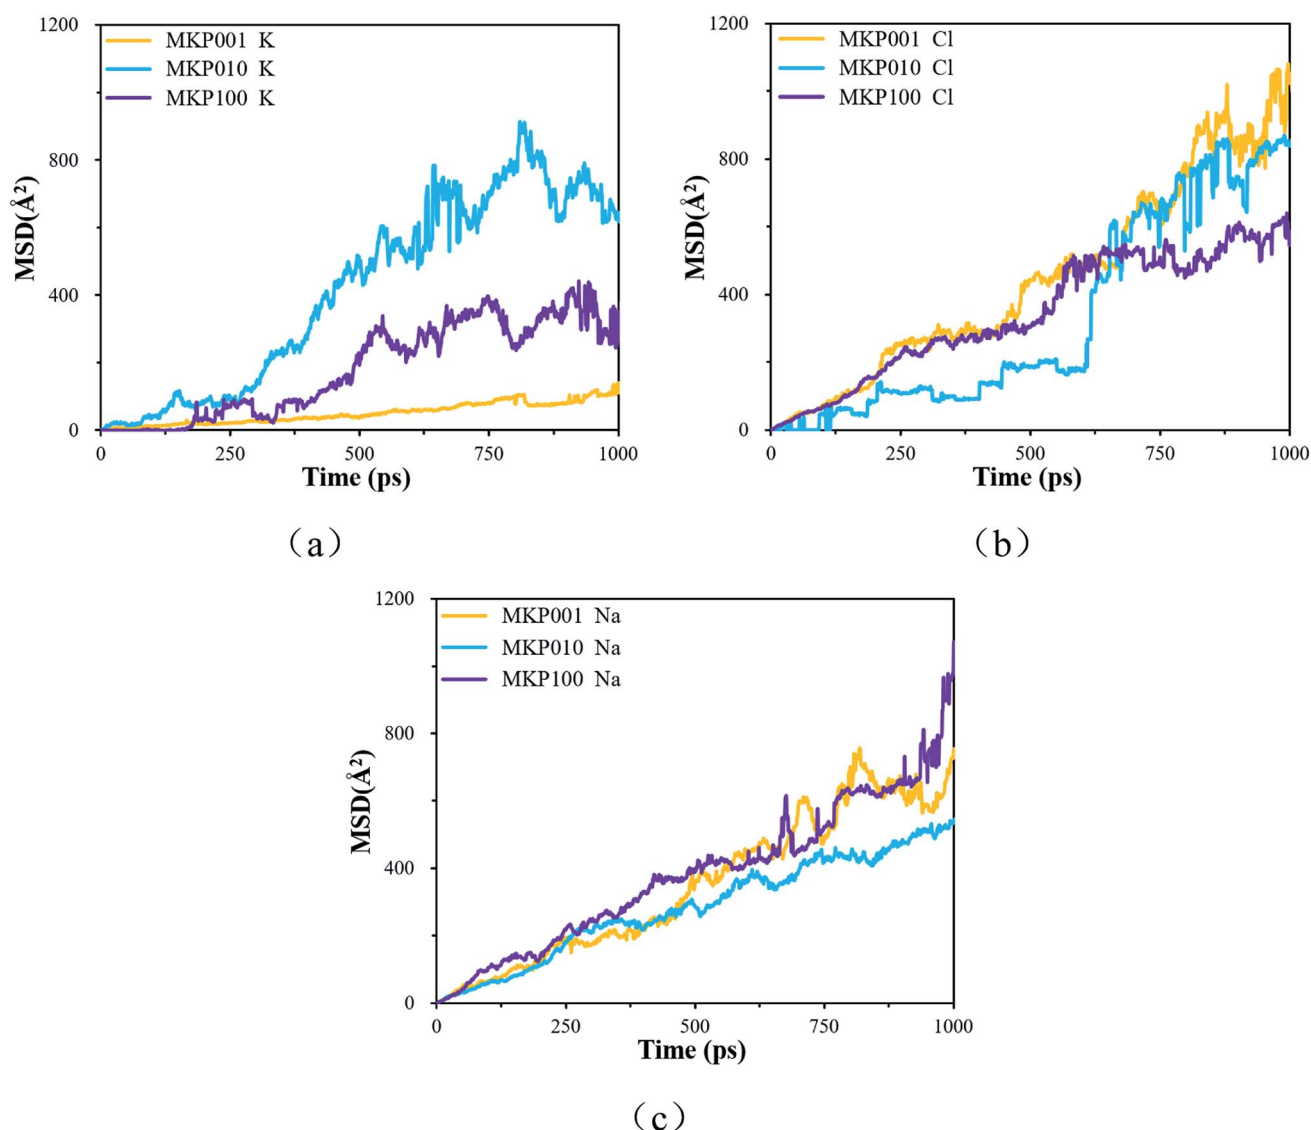 1200
MKP001 K
MKP010 K
MKP100 K
800
400
0
MSD(Å²)
0 250 500 750 1000
Time (ps)
（a）
1200
MKP001 Cl
MKP010 Cl
MKP100 Cl
800
400
0
MSD(Å²)
0 250 500 750 1000
Time (ps)
（b）
1200
MKP001 Na
MKP010 Na
MKP100 Na
800
400
0
MSD(Å²)
0 250 500 750 1000
Time (ps)
（c）